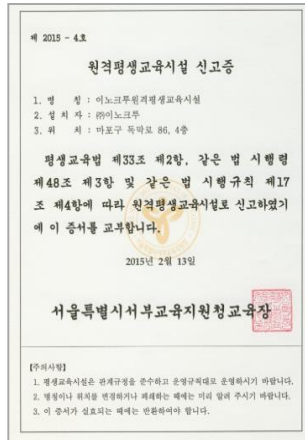 제 2015 - 4호
원격평생교육시설 신고증
1. 명 칭 : 이노크루원격평생교육시설
2. 설 치 자 : ㈜이노크루
3. 위 치 : 마포구 독막로 86, 4층
평생교육법 제33조 제2항, 같은 법 시행령
제48조 제3항 및 같은 법 시행규칙 제17
조 제4항에 따라 원격평생교육시설로 신고하였기
에 이 증서를 교부합니다.
2015년 2월 13일
서울특별시서부교육지원청교육장
[주의사항]
1. 평생교육시설은 관계규정을 준수하고 운영규칙대로 운영하시기 바랍니다.
2. 명칭이나 위치를 변경하거나 폐쇄하는 때에는 미리 알려 주시기 바랍니다.
3. 이 증서가 실효되는 때에는 반환하여야 합니다.